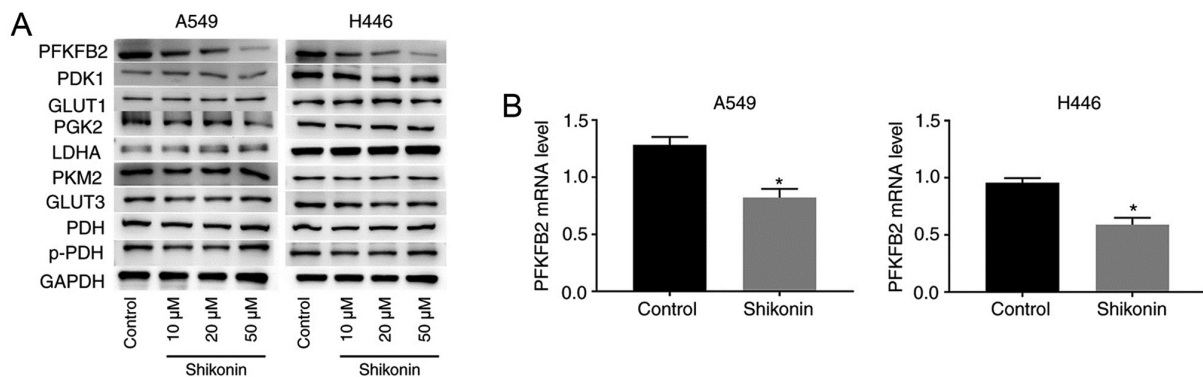 A
A549
H446
PFKFB2
PDK1
GLUT1
PGK2
LDHA
PKM2
GLUT3
PDH
p-PDH
GAPDH
Control
10 µM
20 µM
50 µM
Shikonin
Control
10 µM
20 µM
50 µM
Shikonin
B
A549
PFKFB2 mRNA level
1.5
1.0
0.5
0.0
*
Control
Shikonin
H446
PFKFB2 mRNA level
1.5
1.0
0.5
0.0
*
Control
Shikonin